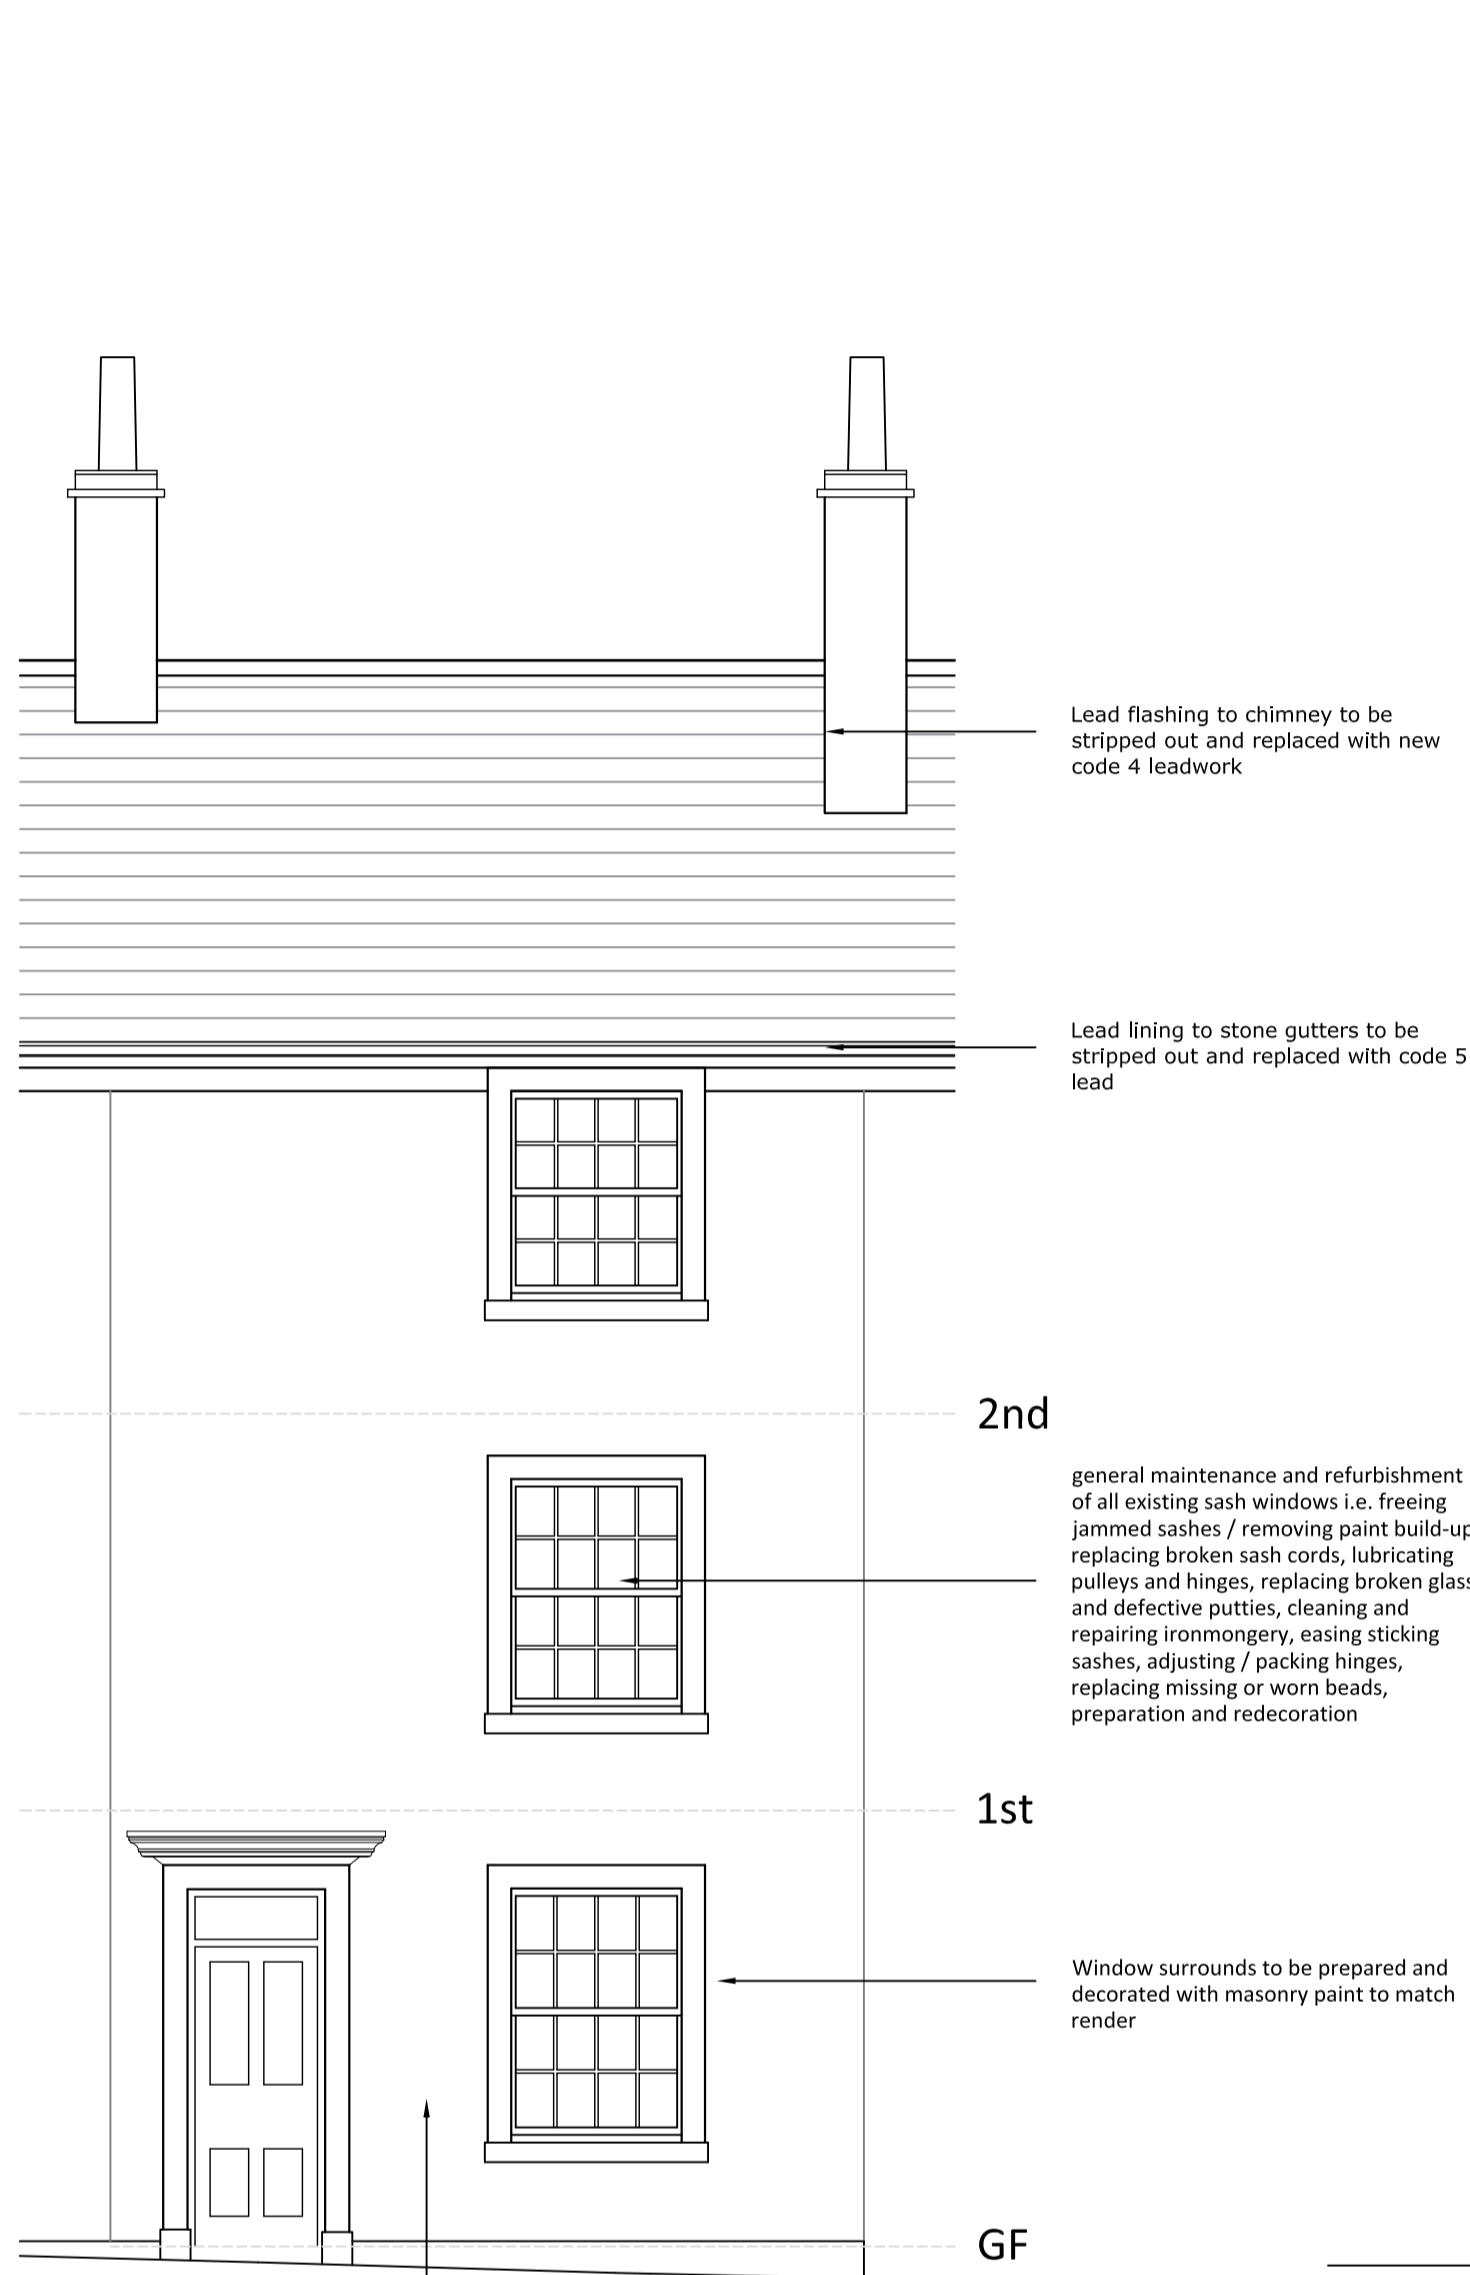 Lead flashing to chimney to be
stripped out and replaced with new
code 4 leadwork
Lead lining to stone gutters to be
stripped out and replaced with code 5
lead
2nd
general maintenance and refurbishment
of all existing sash windows i.e. freeing
jammed sashes / removing paint build-up
replacing broken sash cords, lubricating
pulleys and hinges, replacing broken glass
and defective putties, cleaning and
repairing ironmongery, easing sticking
sashes, adjusting / packing hinges,
replacing missing or worn beads,
preparation and redecoration
1st
Window surrounds to be prepared and
decorated with masonry paint to match
render
GF